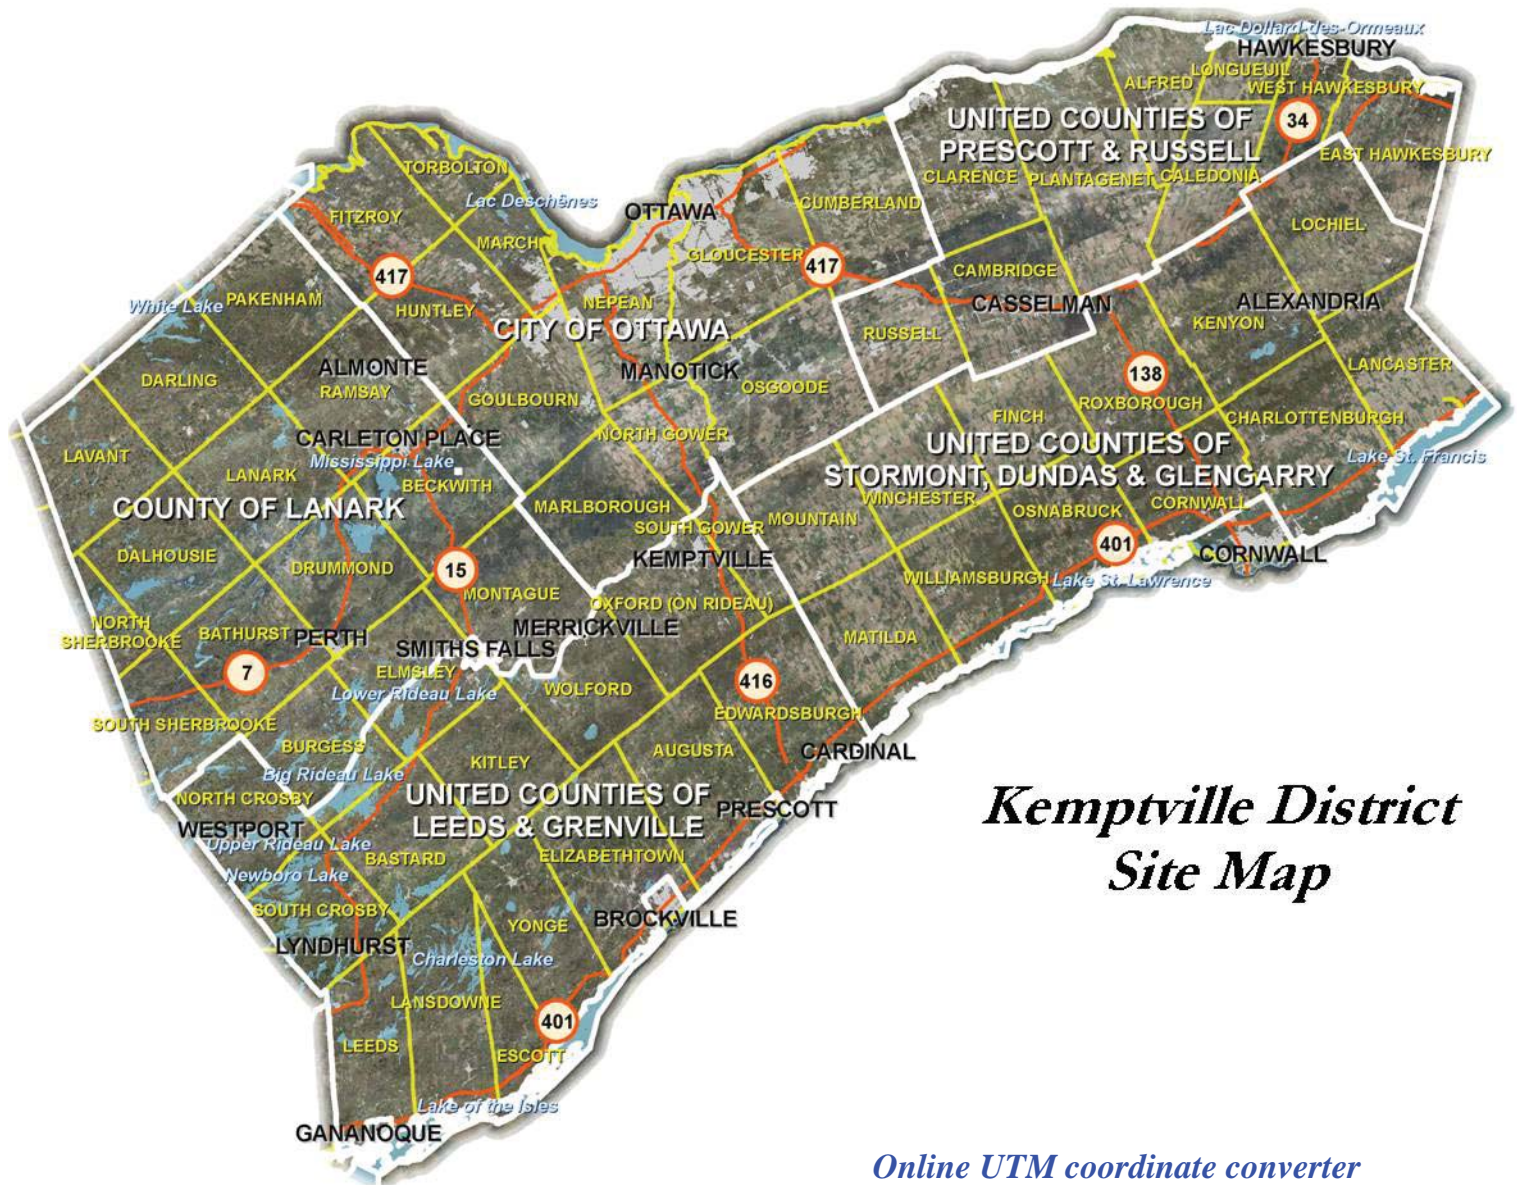 Lac Dollard-des-Ormeaux
HAWKESBURY
LONGUEUIL
ALFRED
WEST HAWKESBURY
UNITED COUNTIES OF
PRESCOTT & RUSSELL
34
EAST HAWKESBURY
CLARENCE
PLANTAGENET
CALEDONIA
TORBOLTON
Lac Deschênes
OTTAWA
CUMBERLAND
FITZROY
MARCH
GLOUCESTER
LOCHIEL
417
417
CAMBRIDGE
White Lake
PAKENHAM
HUNTLEY
NEPEAN
CASSELMAN
ALEXANDRIA
CITY OF OTTAWA
RUSSELL
KENYON
ALMONTE
MANOTICK
LANCASTER
DARLING
RAMSAY
OSGOODE
138
GOULBOURN
ROXBOROUGH
FINCH
CHARLOTTENBURGH
CARLETON PLACE
NORTH GOWER
UNITED COUNTIES OF
STORMONT, DUNDAS & GLENGARRY
LAVANT
Mississippi Lake
Lake St. Francis
LANARK
BECKWITH
COUNTY OF LANARK
MARLBOROUGH
WINCHESTER
CORNWALL
SOUTH GOWER
MOUNTAIN
OSNABRUCK
DALHOUSIE
KEMPTVILLE
401
CORNWALL
DRUMMOND
15
WILLIAMSBURGH
Lake St. Lawrence
MONTAGUE
OXFORD (ON RIDEAU)
NORTH
SHERBROOKE
BATHURST
PERTH
MERRICKVILLE
MATILDA
SMITHS FALLS
7
ELMSLEY
416
Lower Rideau Lake
WOLFORD
EDWARDSBURGH
SOUTH SHERBROOKE
BURGESS
AUGUSTA
CARDINAL
KITLEY
Big Rideau Lake
NORTH CROSBY
UNITED COUNTIES OF
LEEDS & GRENVILLE
PRESCOTT
WESTPORT
Upper Rideau Lake
BASTARD
ELIZABETHTOWN
Newboro Lake
SOUTH CROSBY
YONGE
BROCKVILLE
LYNDHURST
Charleston Lake
LANSDOWNE
401
LEEDS
ESCOTT
Lake of the Isles
GANANOQUE
Kemptville District
Site Map
Online UTM coordinate converter